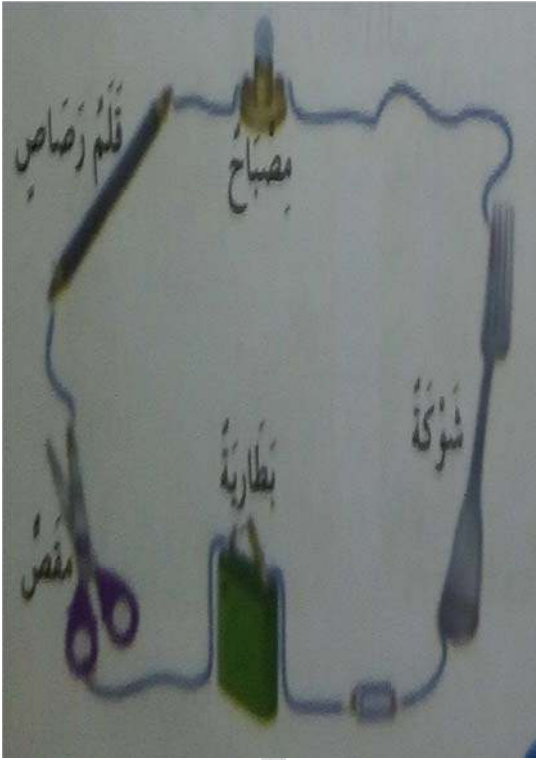 قَلَمُ رَصَاصٍ
مِصْبَاحٌ
شَوْكَةٌ
بَطَّارِيَةٌ
مَقَصٌّ